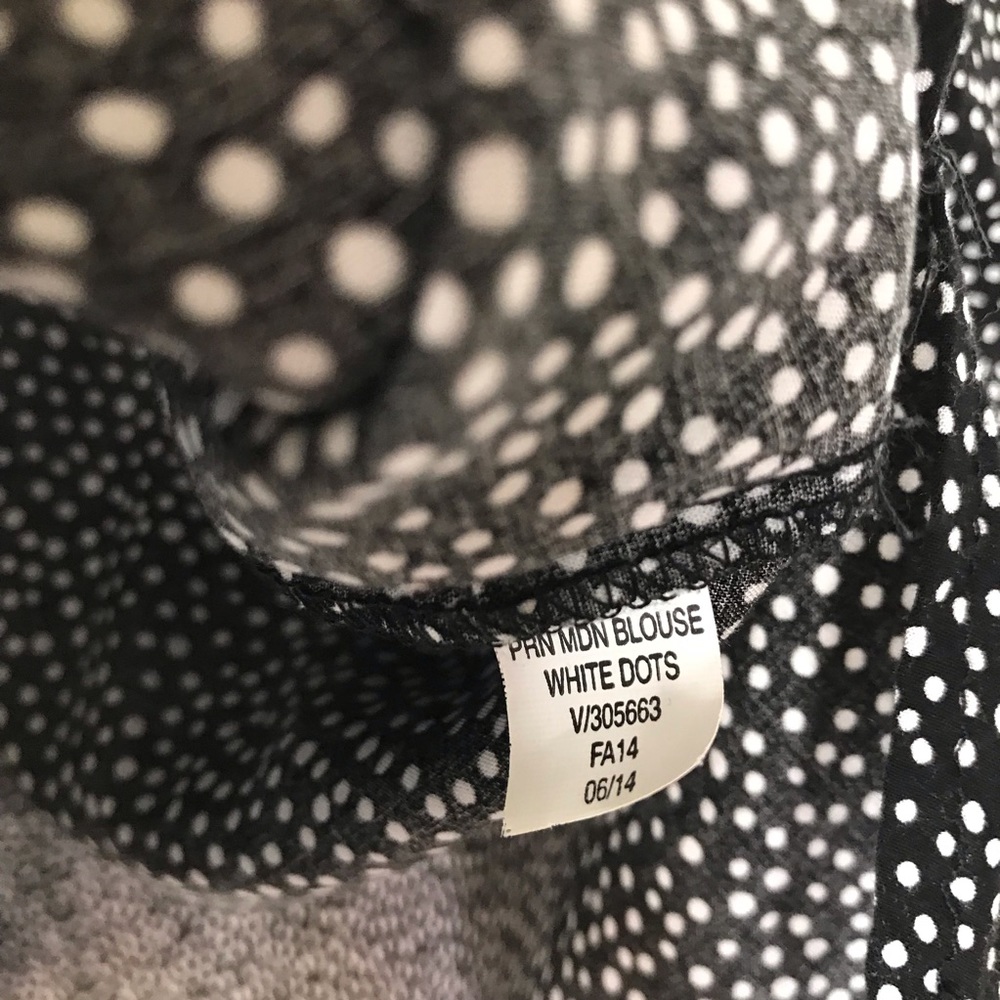 PRN MDN BLOUSE
WHITE DOTS
V/305663
FA14
06/14